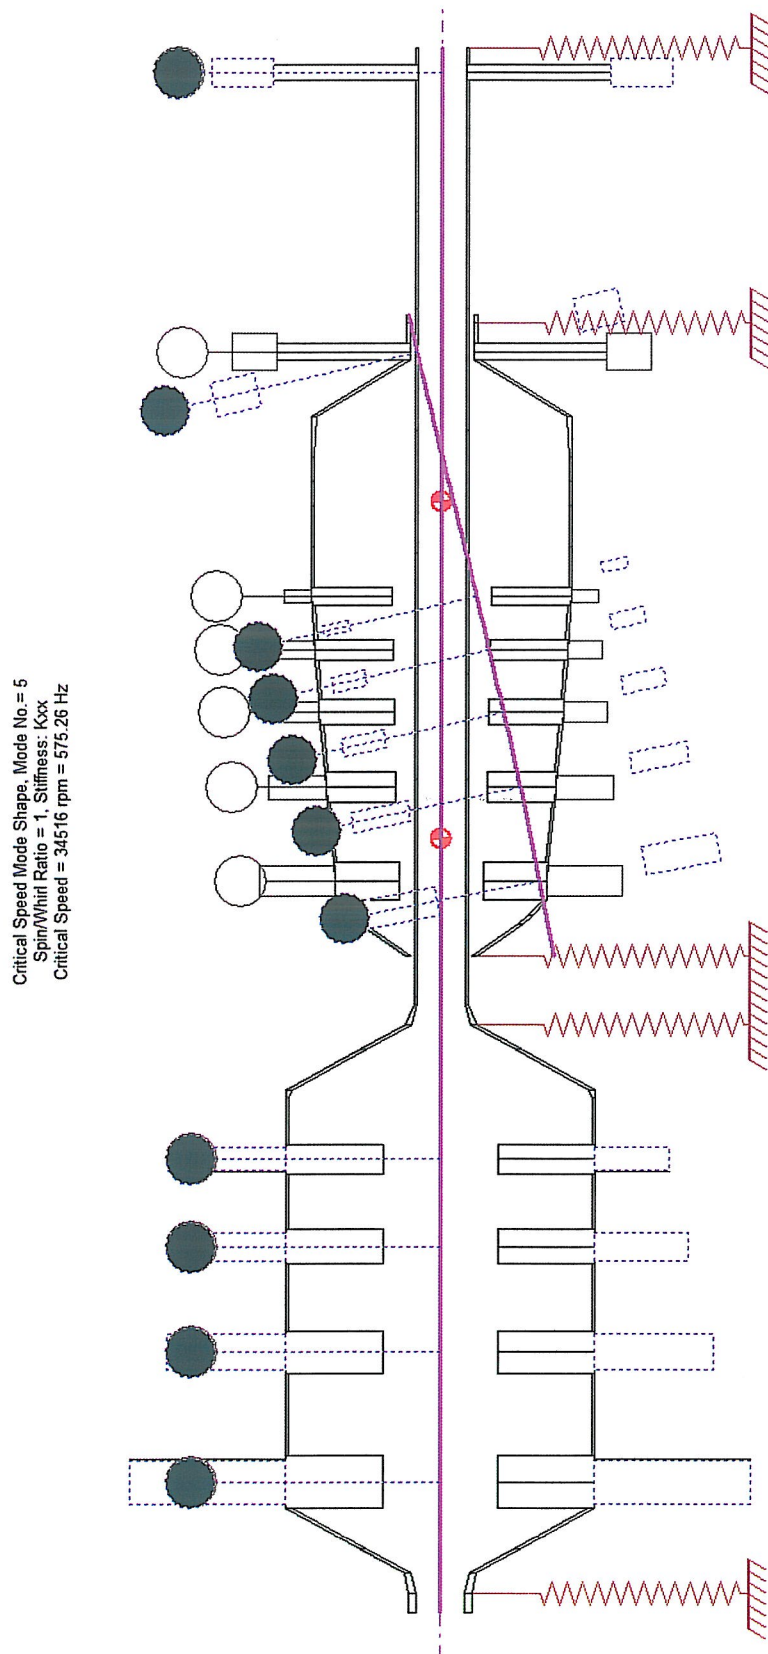 Critical Speed Mode Shape, Mode No.= 5
Spin/Whirl Ratio = 1, Stiffness: Kxx
Critical Speed = 34516 rpm = 575.26 Hz